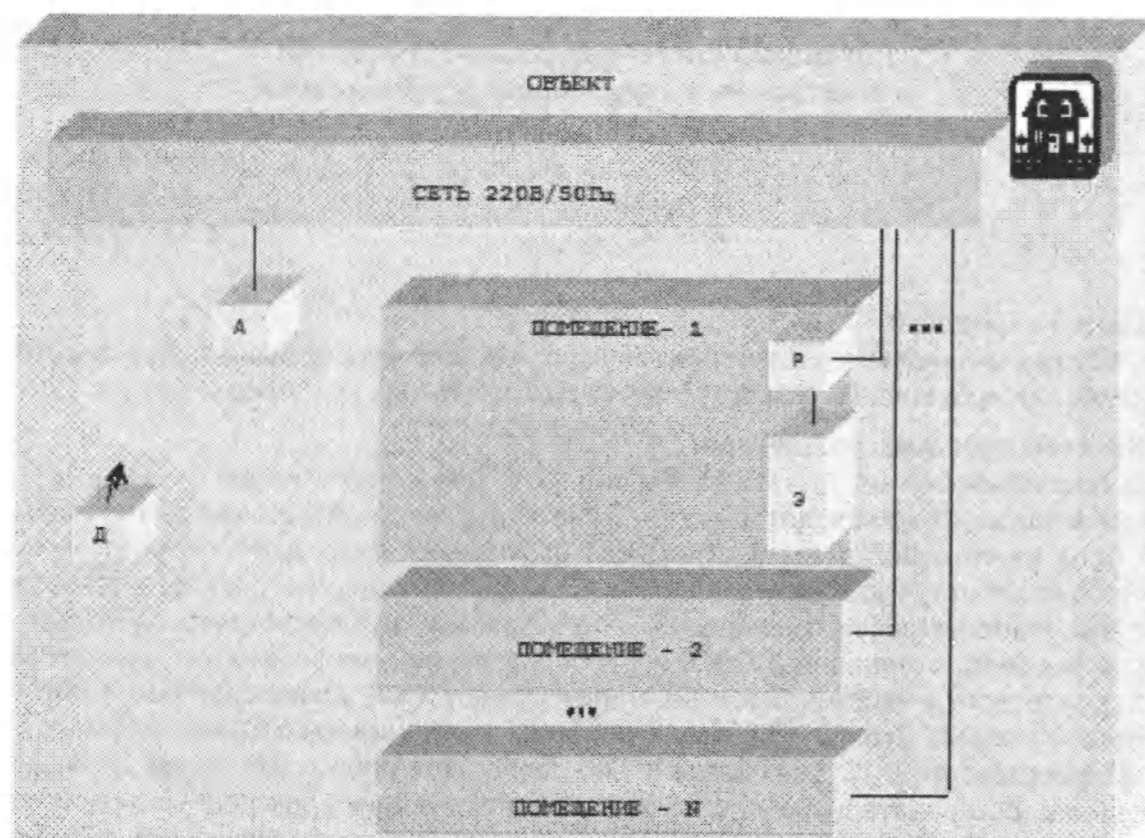 ОБЪЕКТ
СЕТЬ 220В/50Гц
А
ПОМЕЩЕНИЕ- 1
Р
Э
Д
ПОМЕЩЕНИЕ - 2
ПОМЕЩЕНИЕ - N